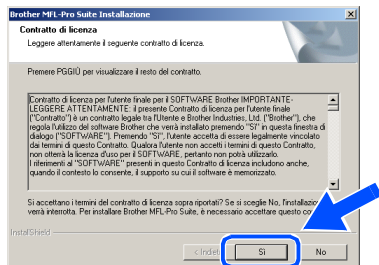 Brother MFL-Pro Suite Installazione
Contratto di licenza
Leggere attentamente il seguente contratto di licenza.
Premere PGGIÙ per visualizzare il resto del contratto.
Contratto di licenza per l'utente finale per il SOFTWARE Brother IMPORTANTE-
LEGGERE ATTENTAMENTE: il presente Contratto di licenza per l'utente finale
("Contratto") è un contratto legale tra l'Utente e Brother Industries, Ltd. ("Brother"), che
regola l'utilizzo del software Brother che verrà installato premendo "Sì" in questa finestra di
dialogo ("SOFTWARE"). Premendo "Sì", l'utente accetta di essere legalmente vincolato
dai termini di questo Contratto. Qualora l'utente non accetti i termini di questo Contratto,
non otterrà la licenza d'uso per il SOFTWARE, pertanto non potrà utilizzarlo.
I riferimenti al "SOFTWARE" presenti in questo Contratto di licenza includono anche,
quando il contesto lo consente, il supporto su cui il software è memorizzato.
Si accettano i termini del contratto di licenza sopra riportati? Se si sceglie No, l'installazion
verrà interrotta. Per installare Brother MFL-Pro Suite, è necessario accettare questo co
InstallShield
< Indiet
Sì
No